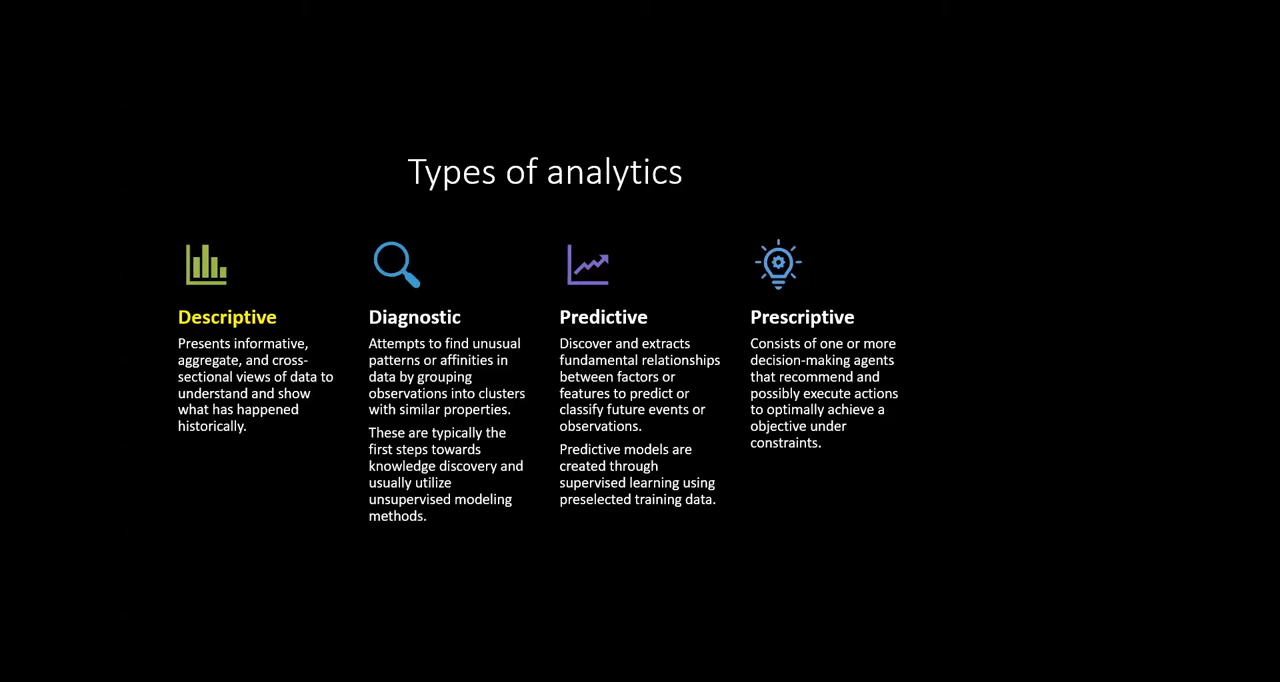 Types of analytics
Descriptive
Presents informative,
aggregate, and cross-
sectional views of data to
understand and show
what has happened
historically.
Diagnostic
Attempts to find unusual
patterns or affinities in
data by grouping
observations into clusters
with similar properties.
These are typically the
first steps towards
knowledge discovery and
usually utilize
unsupervised modeling
methods.
Predictive
Discover and extracts
fundamental relationships
between factors or
features to predict or
classify future events or
observations.
Predictive models are
created through
supervised learning using
preselected training data.
Prescriptive
Consists of one or more
decision-making agents
that recommend and
possibly execute actions
to optimally achieve a
objective under
constraints.